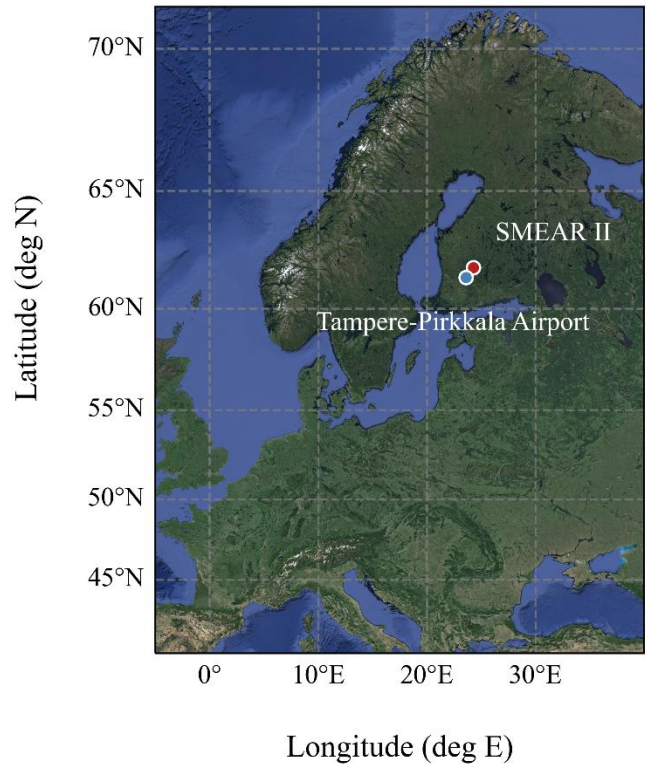 70°N
65°N
SMEAR II
60°N
Tampere-Pirkkala Airport
55°N
50°N
45°N
0°
10°E
20°E
30°E
Latitude (deg N)
Longitude (deg E)